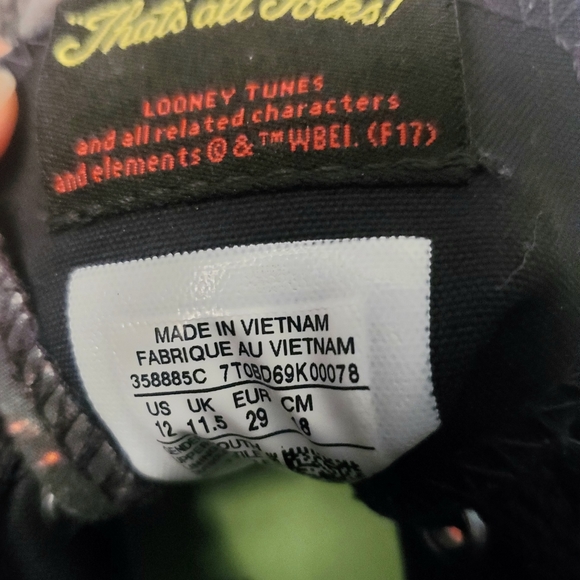 "Thats all Folks!"
LOONEY TUNES
and all related characters
and elements © & ™ WBEI. (F17)
MADE IN VIETNAM
FABRIQUE AU VIETNAM
358885C 7T0BD69K00078
US UK EUR CM
12 11.5 29 18